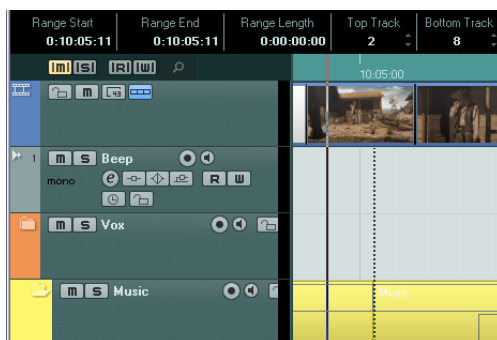 Range Start Range End Range Length Top Track Bottom Track
0:10:05:11 0:10:05:11 0:00:00:00 2 8
m S R W
10:05:00
m L43
1 m S Beep
mono e R W
m S Vox
m S Music
Music